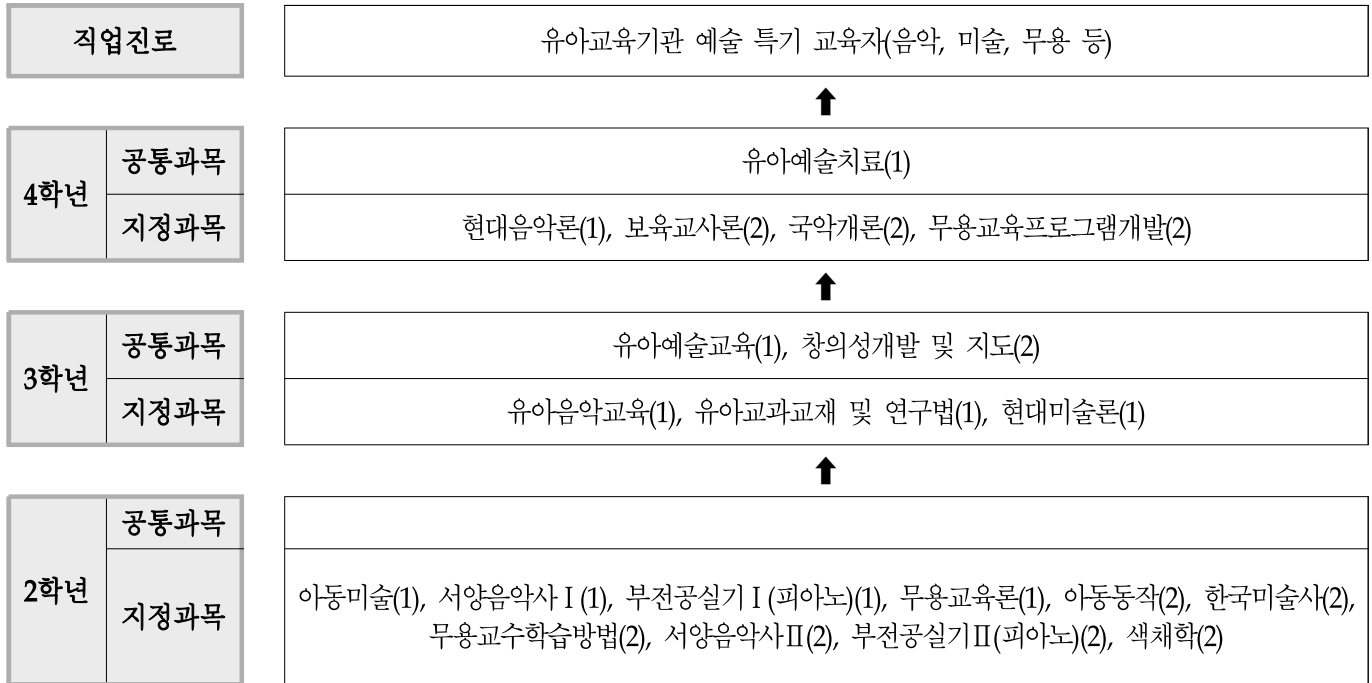 직업진로
유아교육기관 예술 특기 교육자(음악, 미술, 무용 등)
4학년
공통과목
유아예술치료(1)
지정과목
현대음악론(1), 보육교사론(2), 국악개론(2), 무용교육프로그램개발(2)
3학년
공통과목
유아예술교육(1), 창의성개발 및 지도(2)
지정과목
유아음악교육(1), 유아교과교재 및 연구법(1), 현대미술론(1)
2학년
공통과목
지정과목
아동미술(1), 서양음악사Ⅰ(1), 부전공실기Ⅰ(피아노)(1), 무용교육론(1), 아동동작(2), 한국미술사(2),
무용교수학습방법(2), 서양음악사Ⅱ(2), 부전공실기Ⅱ(피아노)(2), 색채학(2)